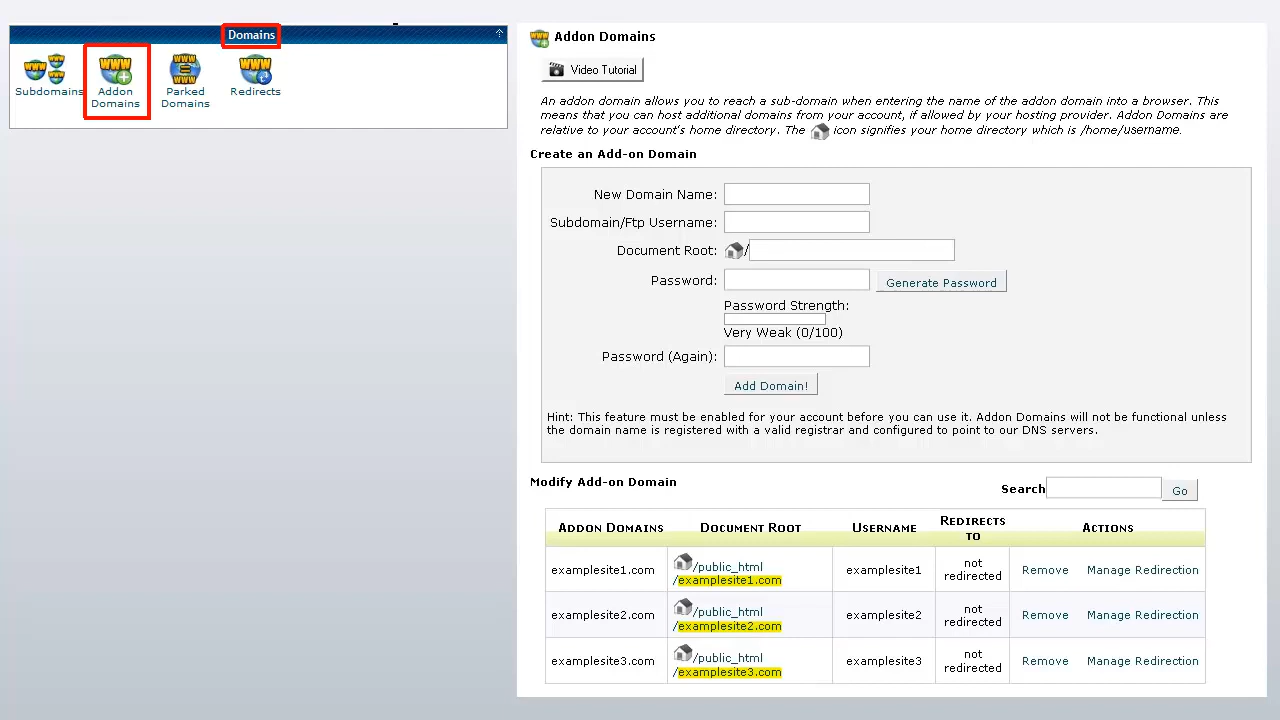 Domains
Subdomains
Addon
Domains
Parked
Domains
Redirects
Addon Domains
Video Tutorial
An addon domain allows you to reach a subdomain when entering the name of the addon domain into a browser. This
means that you can host additional domains from your account, if allowed by your hosting provider. Addon Domains are
relative to your account's home directory. The icon signifies your home directory which is /home/username.
Create an Add-on Domain
New Domain Name:
Subdomain/Ftp Username:
Document Root: /
Password: Generate Password
Password Strength:
Very Weak (0/100)
Password (Again):
Add Domain!
Hint: This feature must be enabled for your account before you can use it. Addon Domains will not be functional unless
the domain name is registered with a valid registrar and configured to point to our DNS servers.
Modify Add-on Domain
Search Go
Addon Domains Document Root Username Redirects to Actions
examplesite1.com /public_html/examplesite1.com examplesite1 not redirected Remove Manage Redirection
examplesite2.com /public_html/examplesite2.com examplesite2 not redirected Remove Manage Redirection
examplesite3.com /public_html/examplesite3.com examplesite3 not redirected Remove Manage Redirection